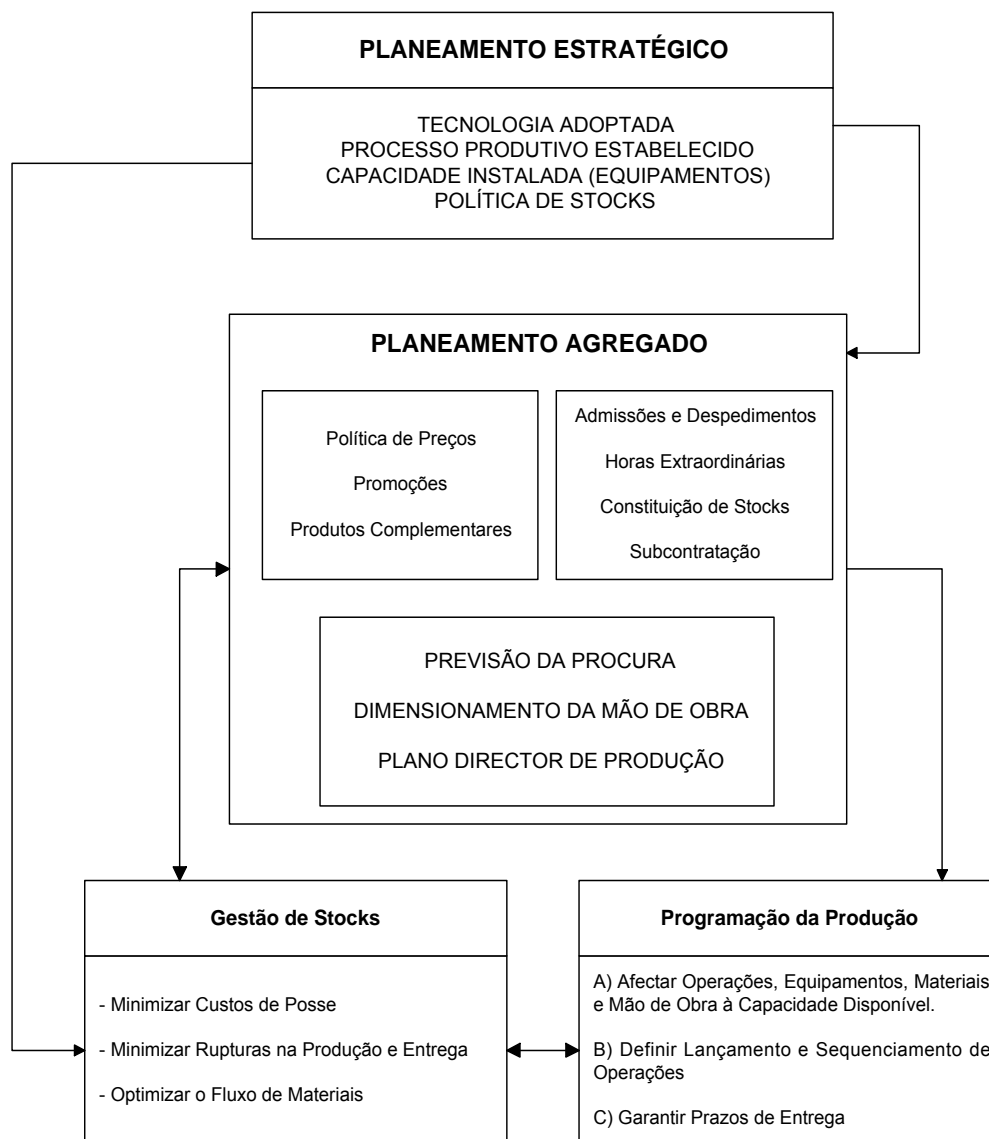 PLANEAMENTO ESTRATÉGICO
TECNOLOGIA ADOPTADA
PROCESSO PRODUTIVO ESTABELECIDO
CAPACIDADE INSTALADA (EQUIPAMENTOS)
POLÍTICA DE STOCKS
PLANEAMENTO AGREGADO
Política de Preços
Promoções
Produtos Complementares
Admissões e Despedimentos
Horas Extraordinárias
Constituição de Stocks
Subcontratação
PREVISÃO DA PROCURA
DIMENSIONAMENTO DA MÃO DE OBRA
PLANO DIRECTOR DE PRODUÇÃO
Gestão de Stocks
- Minimizar Custos de Posse
- Minimizar Rupturas na Produção e Entrega
- Optimizar o Fluxo de Materiais
Programação da Produção
A) Afectar Operações, Equipamentos, Materiais
e Mão de Obra à Capacidade Disponível.
B) Definir Lançamento e Sequenciamento de
Operações
C) Garantir Prazos de Entrega